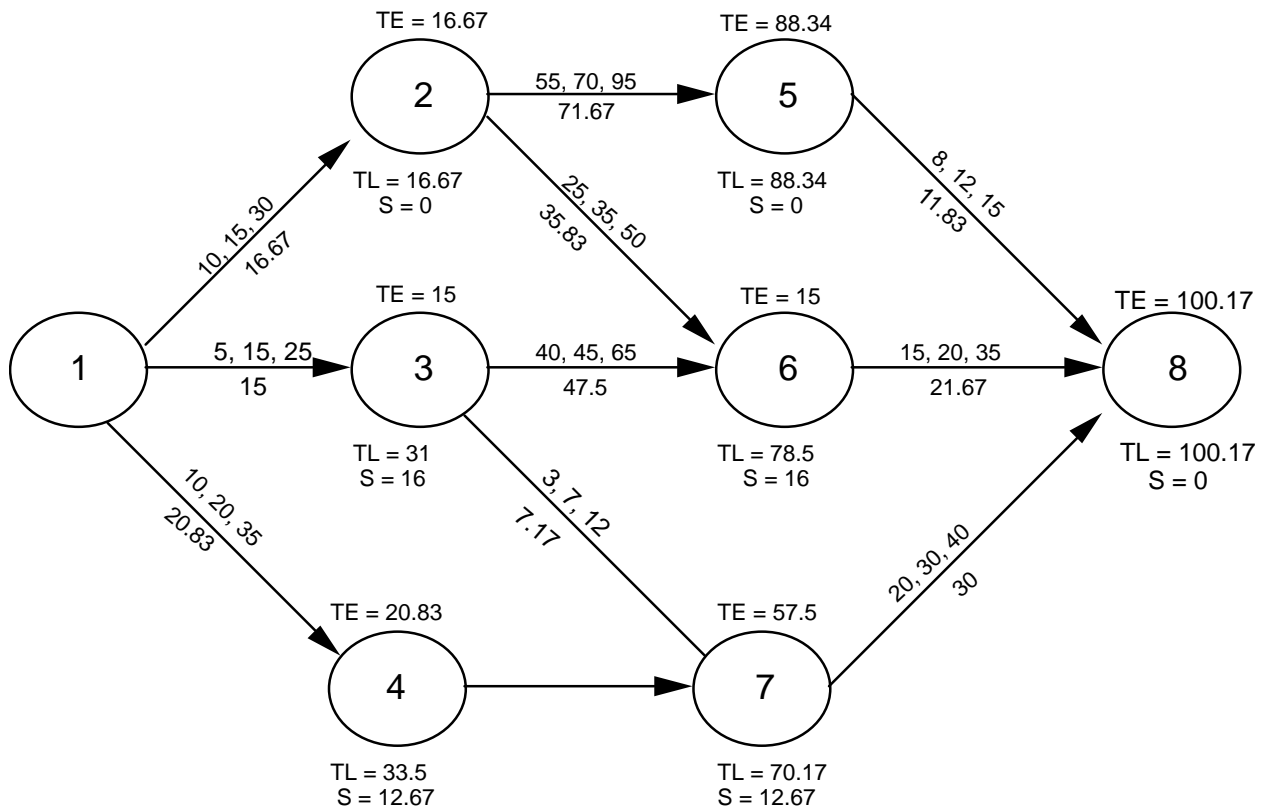 TE = 16.67
2
TL = 16.67
S = 0
55, 70, 95
71.67
TE = 88.34
5
TL = 88.34
S = 0
10, 15, 30
16.67
25, 35, 50
35.83
8, 12, 15
11.83
1
5, 15, 25
15
TE = 15
3
TL = 31
S = 16
40, 45, 65
47.5
TE = 15
6
TL = 78.5
S = 16
15, 20, 35
21.67
TE = 100.17
8
TL = 100.17
S = 0
10, 20, 35
20.83
3, 7, 12
7.17
20, 30, 40
30
TE = 20.83
4
TL = 33.5
S = 12.67
TE = 57.5
7
TL = 70.17
S = 12.67